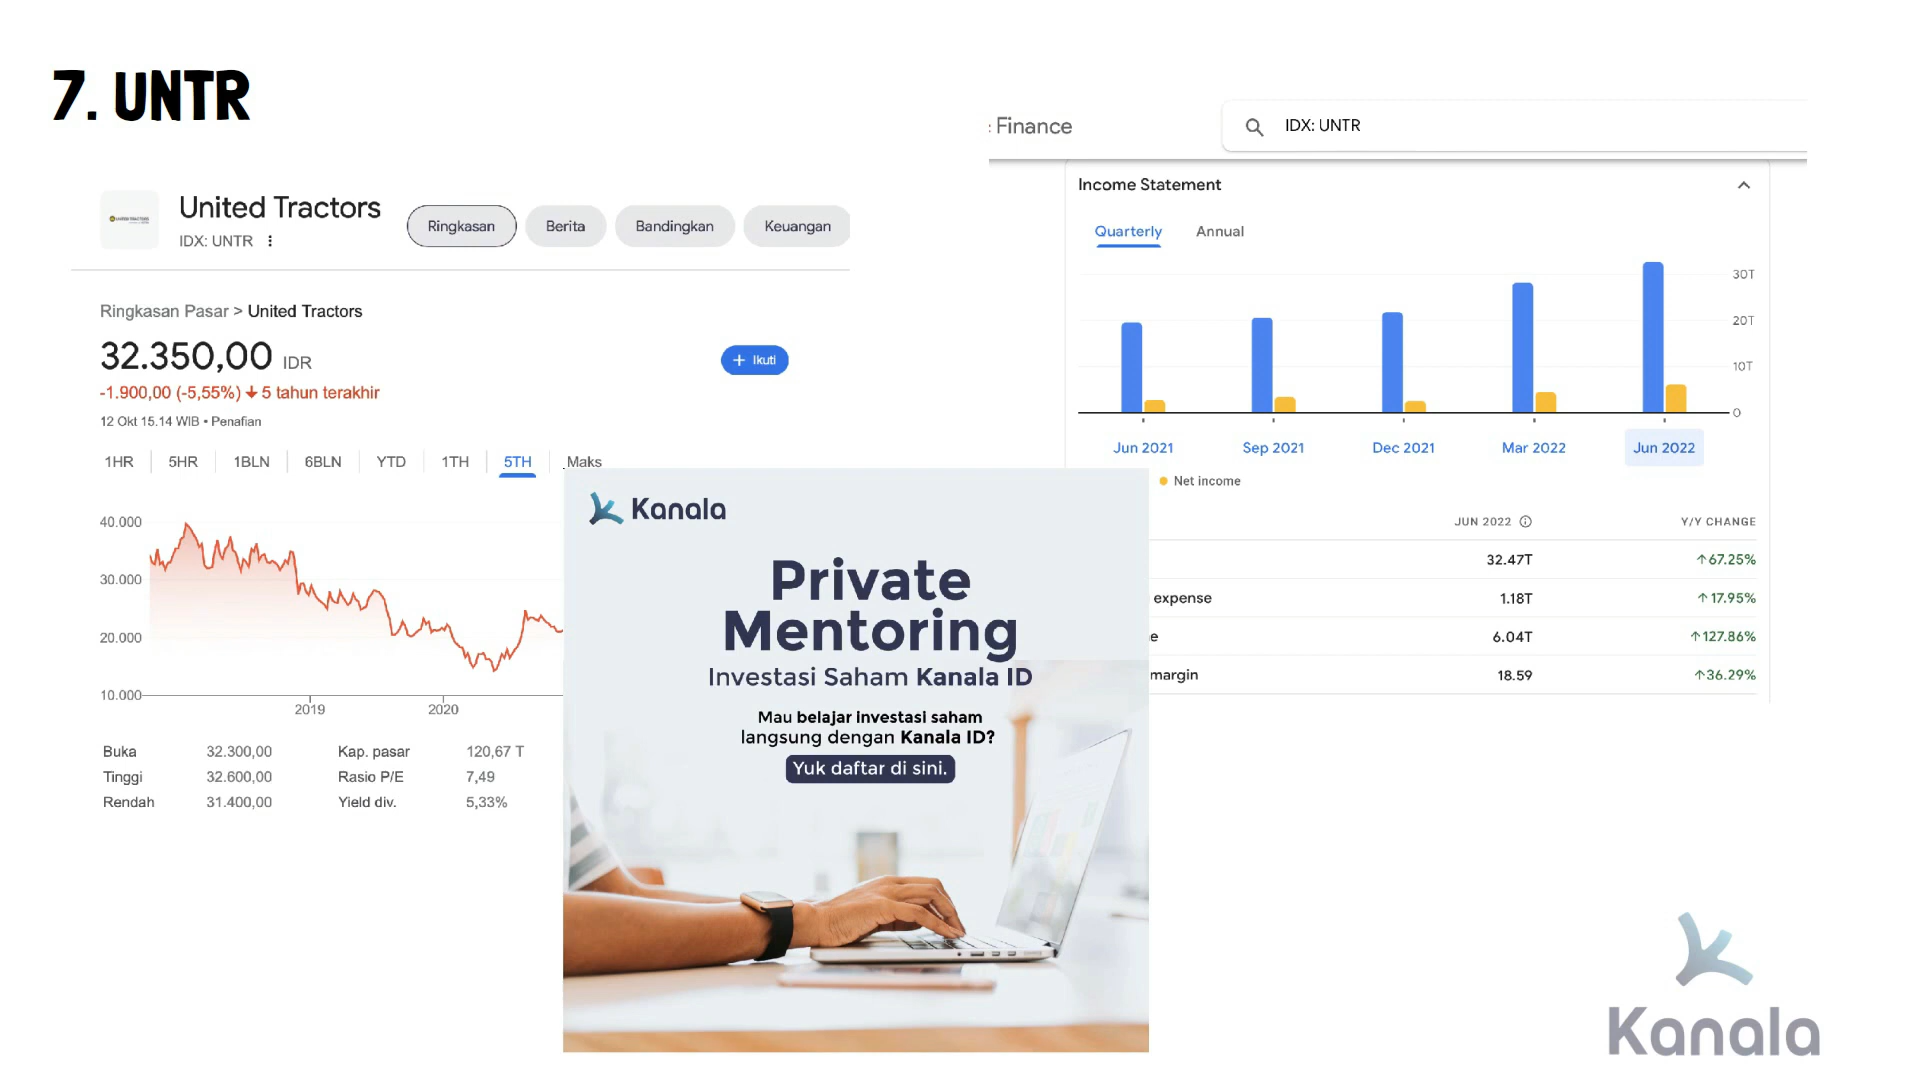 7. UNTR
United Tractors
IDX: UNTR
Ringkasan
Berita
Bandingkan
Keuangan
Ringkasan Pasar > United Tractors
32.350,00 IDR
-1.900,00 (-5,55%) ↓ 5 tahun terakhir
12 Okt 15.14 WIB • Penafian
+ Ikuti
1HR 5HR 1BLN 6BLN YTD 1TH 5TH Maks
40.000
30.000
20.000
10.000
2019 2020
Buka 32.300,00 Kap. pasar 120,67 T
Tinggi 32.600,00 Rasio P/E 7,49
Rendah 31.400,00 Yield div. 5,33%
Kanala
Private
Mentoring
Investasi Saham Kanala ID
Mau belajar investasi saham
langsung dengan Kanala ID?
Yuk daftar di sini.
Finance
IDX: UNTR
Income Statement
Quarterly Annual
30T
20T
10T
0
Jun 2021 Sep 2021 Dec 2021 Mar 2022 Jun 2022
Net income
JUN 2022 Y/Y CHANGE
32.47T ↑67.25%
expense 1.18T ↑17.95%
e 6.04T ↑127.86%
margin 18.59 ↑36.29%
Kanala